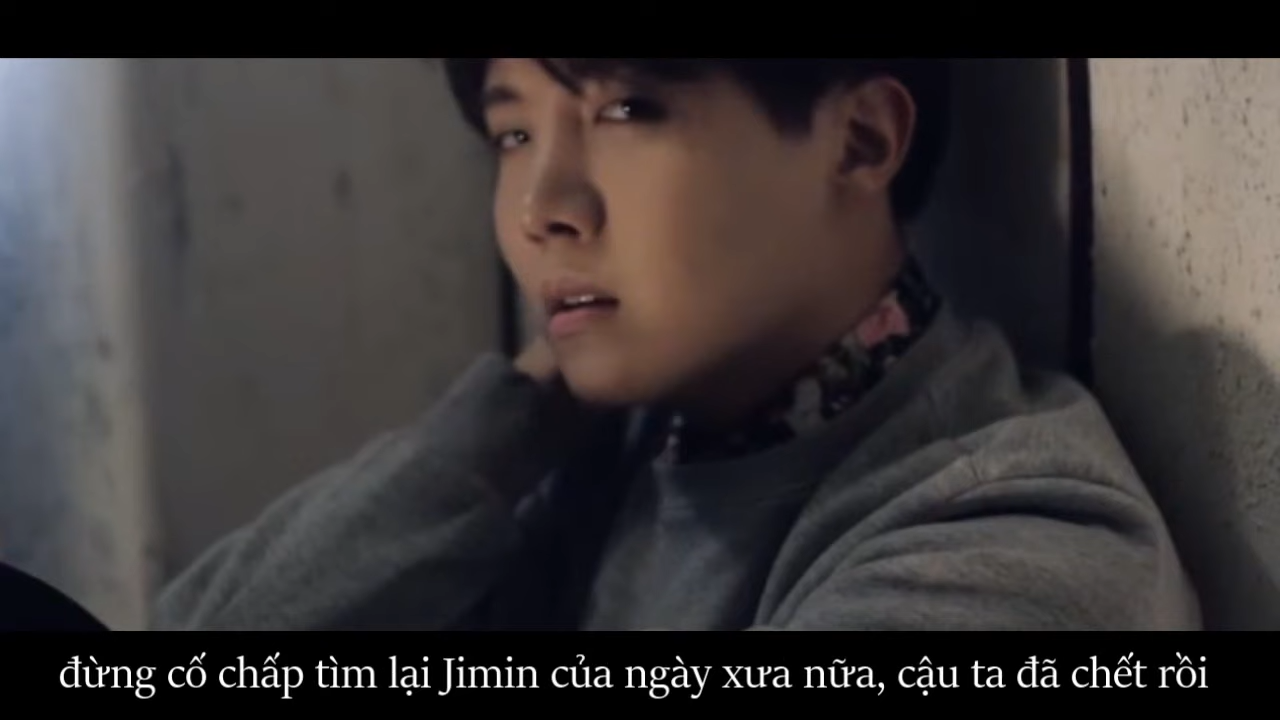 đừng cố chấp tìm lại Jimin của ngày xưa nữa, cậu ta đã chết rồi